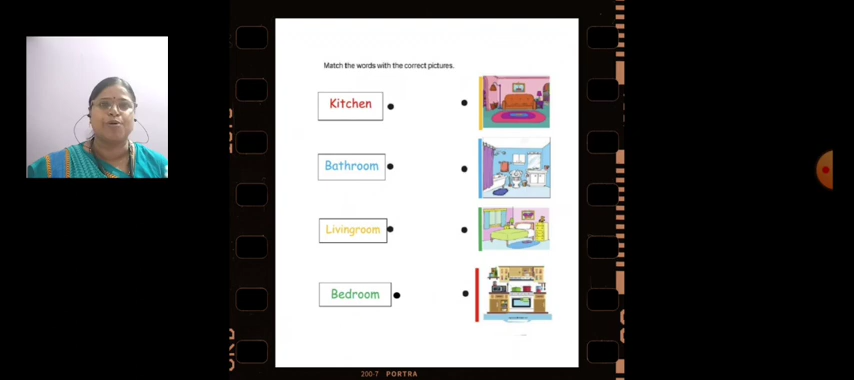 Match the words with the correct pictures.
Kitchen
Bathroom
Livingroom
Bedroom
200-7 PORTRA